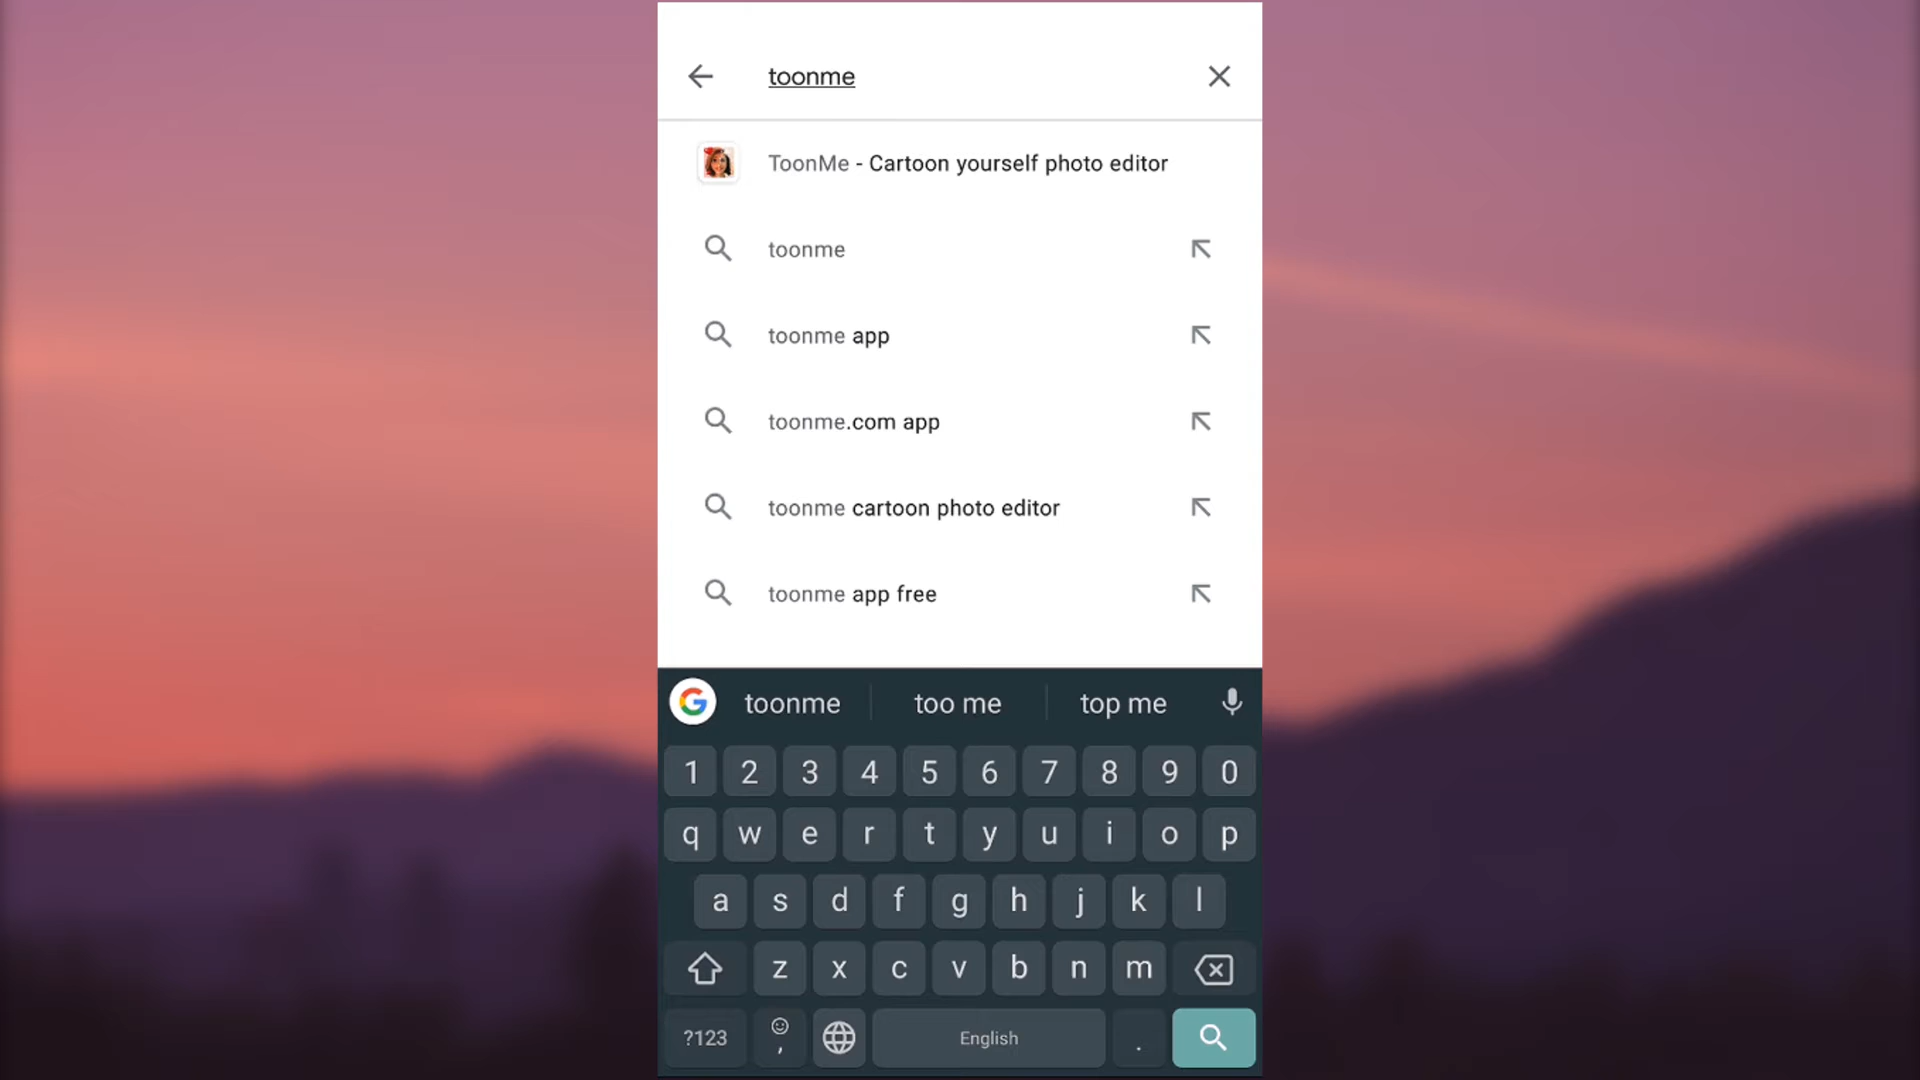 toonme
ToonMe - Cartoon yourself photo editor
toonme
toonme app
toonme.com app
toonme cartoon photo editor
toonme app free
G toonme too me top me
1 2 3 4 5 6 7 8 9 0
q w e r t y u i o p
a s d f g h j k l
z x c v b n m
?123 , English .